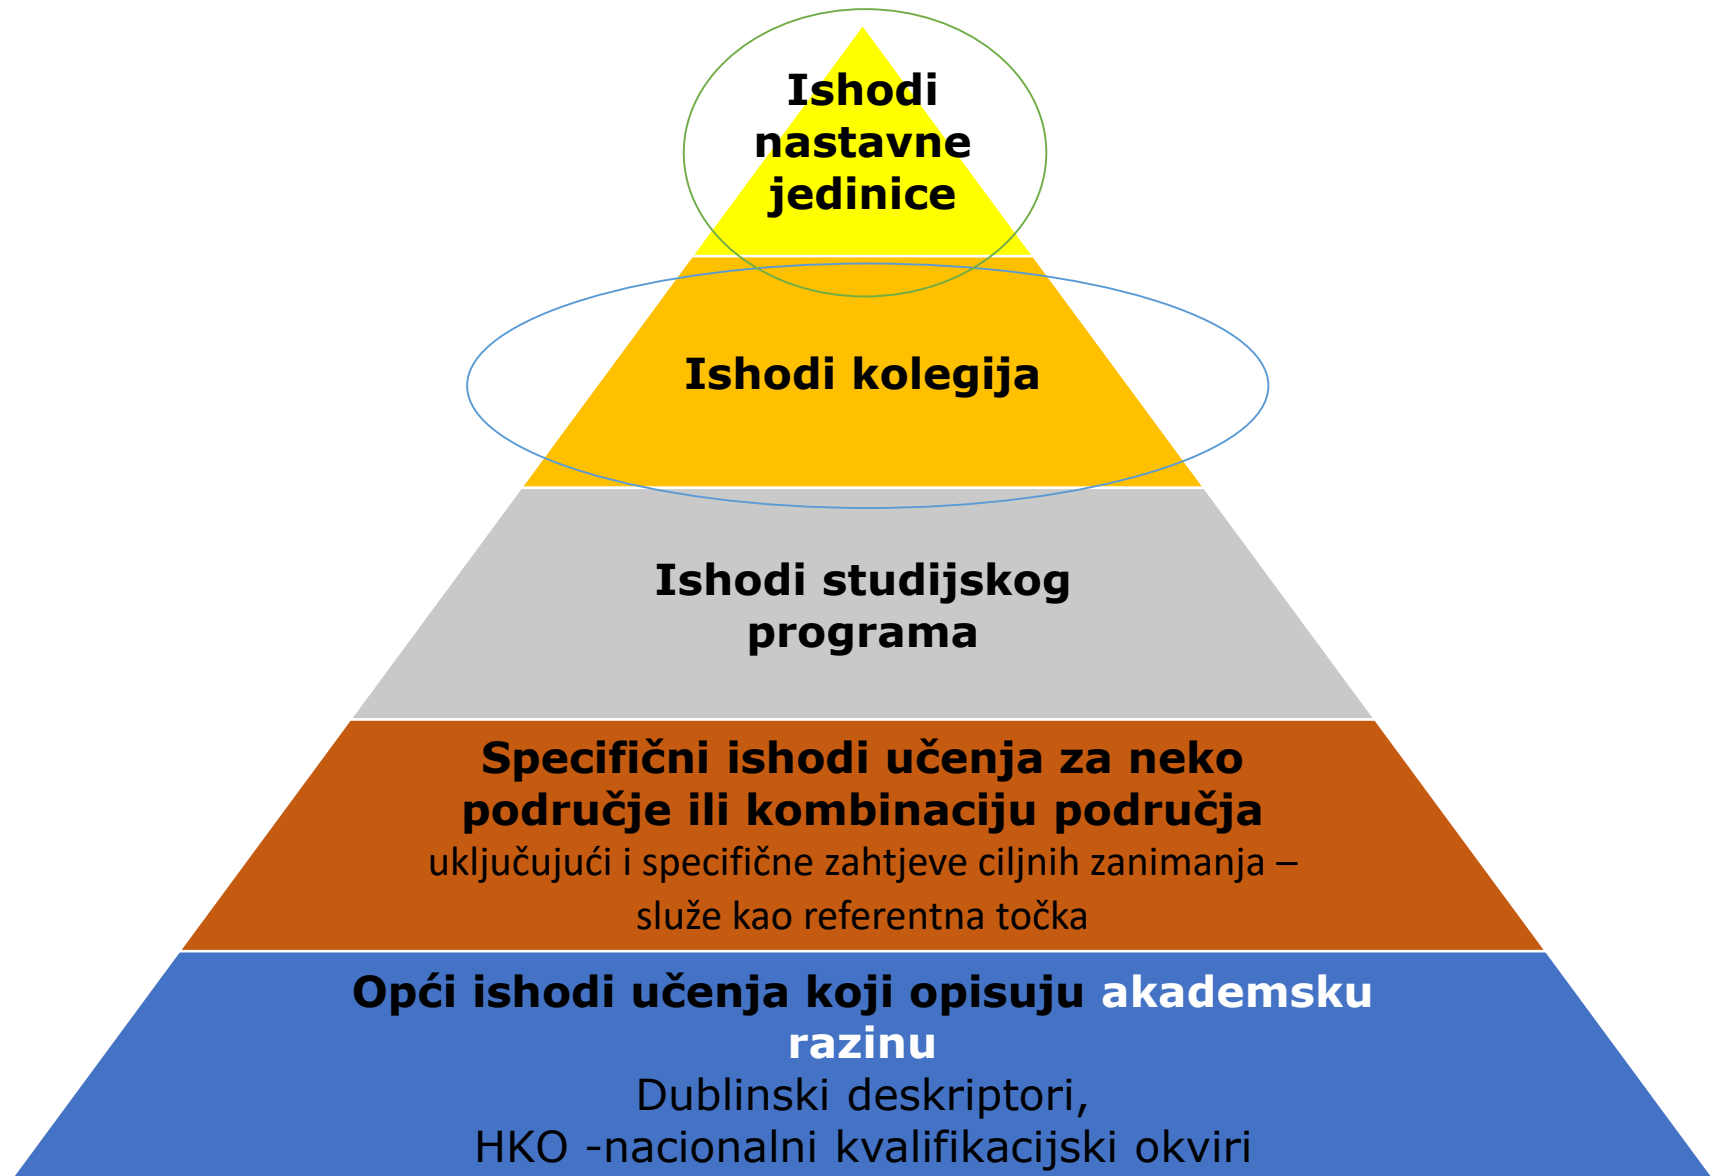 Ishodi
nastavne
jedinice
Ishodi kolegija
Ishodi studijskog
programa
Specifični ishodi učenja za neko
područje ili kombinaciju područja
uključujući i specifične zahtjeve ciljnih zanimanja –
služe kao referentna točka
Opći ishodi učenja koji opisuju akademsku
razinu
Dublinski deskriptori,
HKO -nacionalni kvalifikacijski okviri